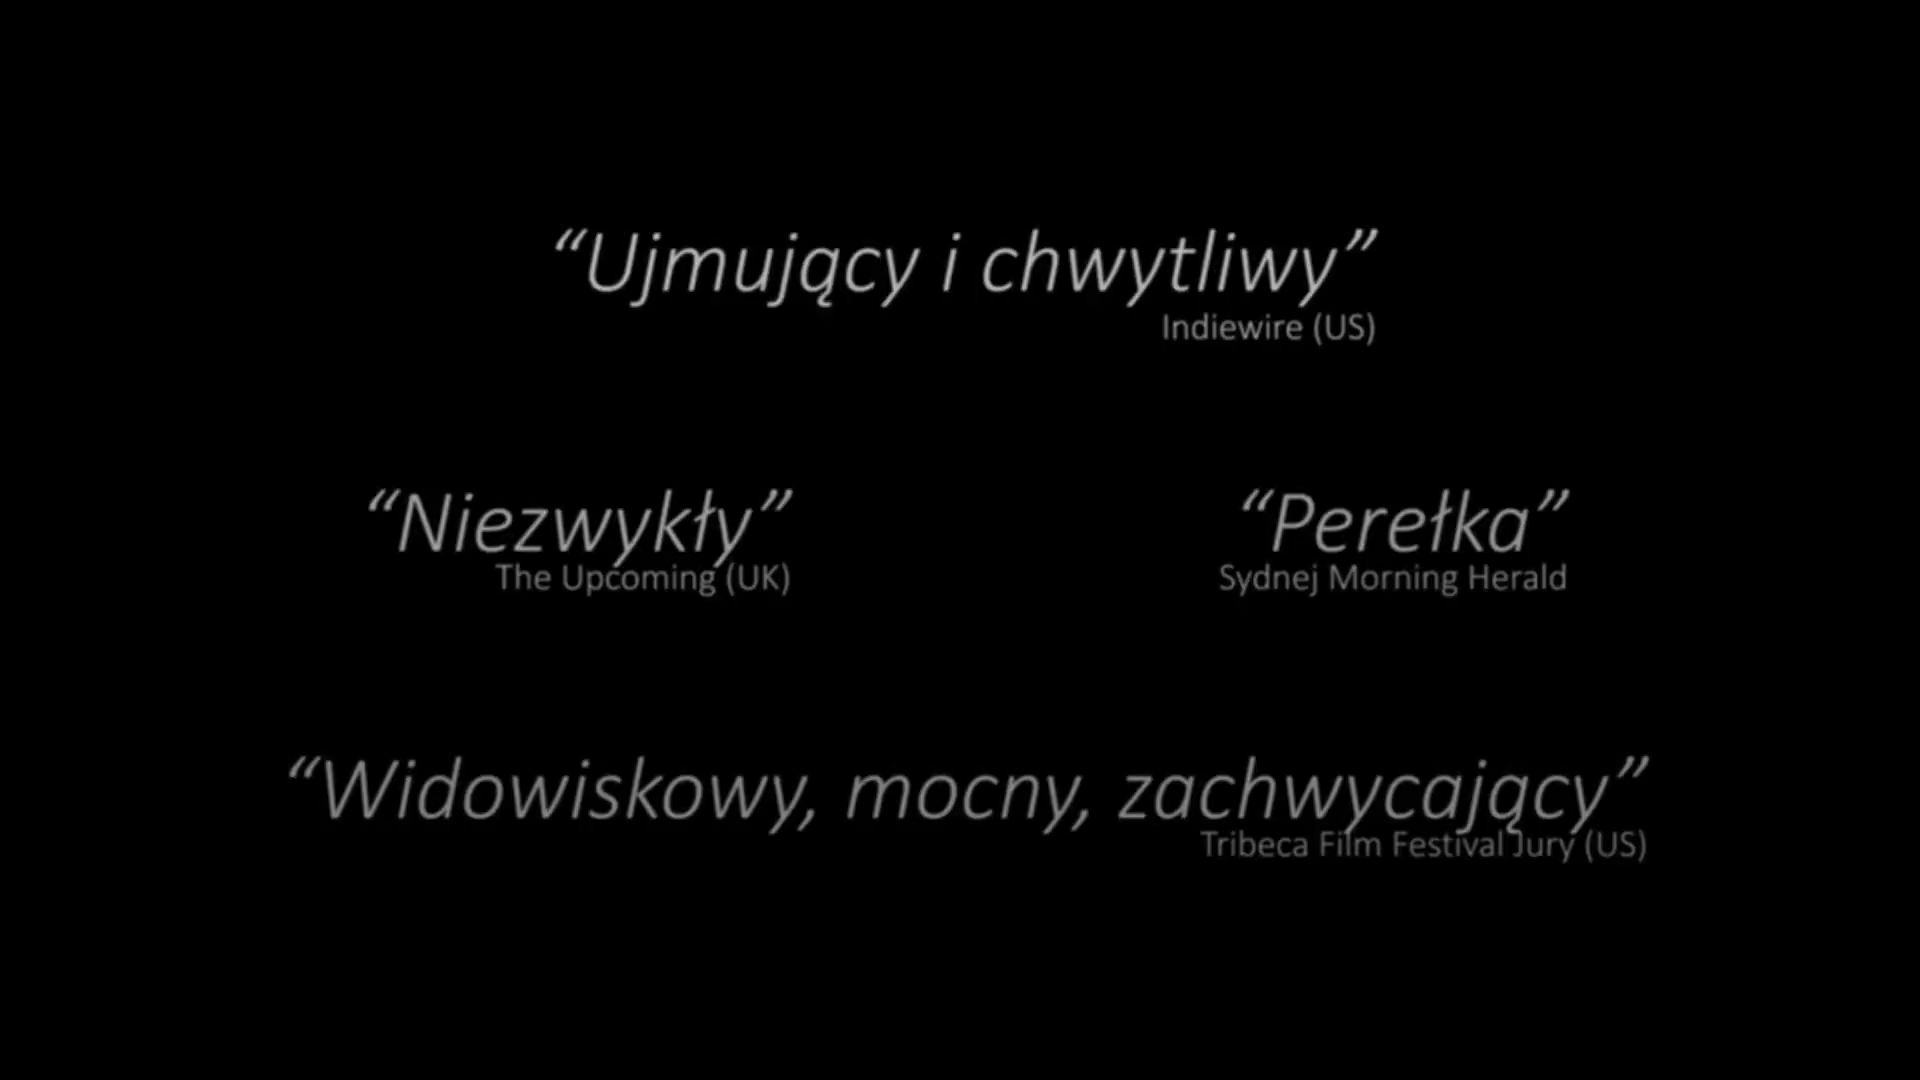 “Ujmujący i chwytliwy”
Indiewire (US)
“Niezwykły”
The Upcoming (UK)
“Perełka”
Sydnej Morning Herald
“Widowiskowy, mocny, zachwycający”
Tribeca Film Festival Jury (US)